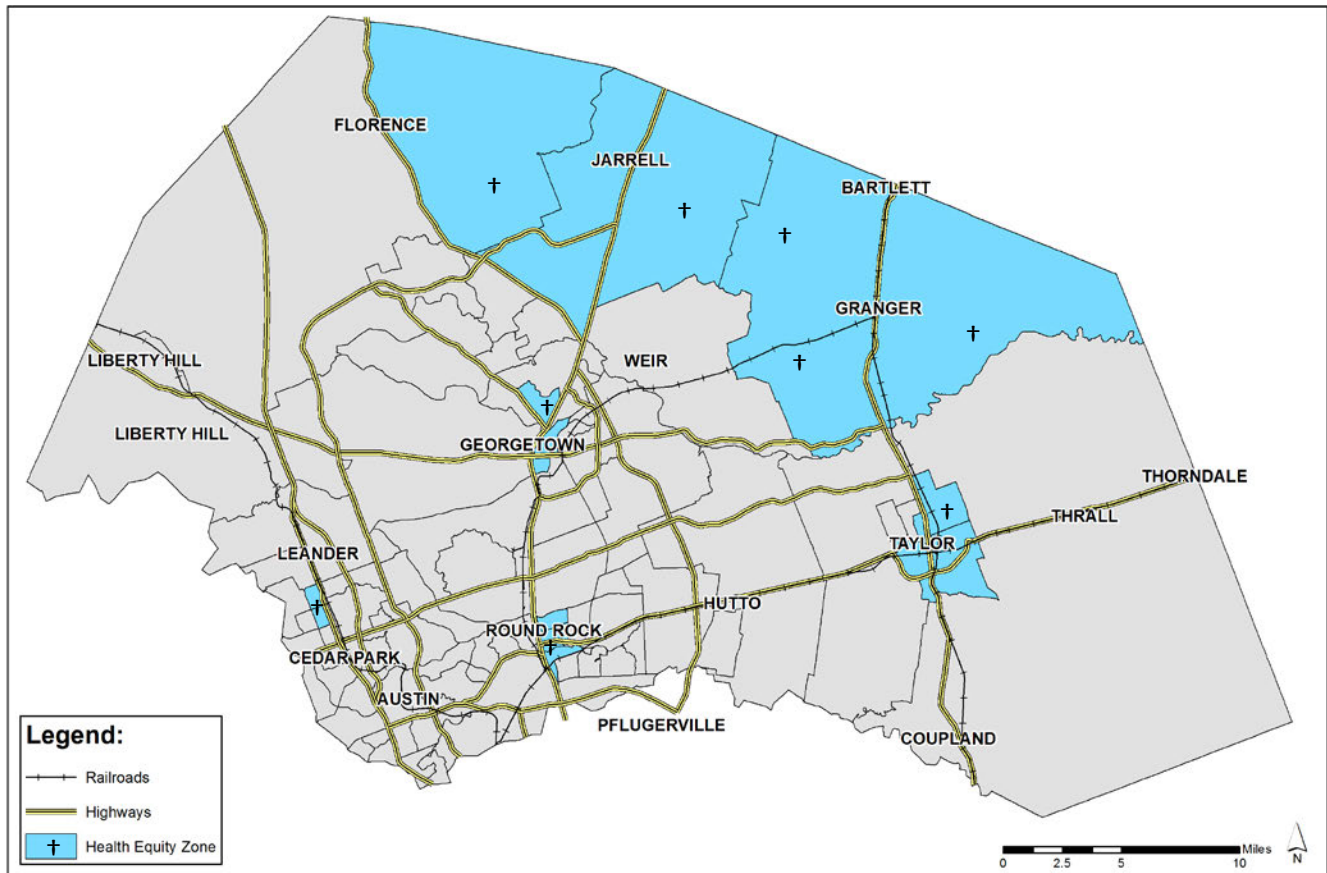 FLORENCE
JARRELL
BARTLETT
GRANGER
LIBERTY HILL
WEIR
LIBERTY HILL
GEORGETOWN
THORNDALE
THRALL
LEANDER
TAYLOR
HUTTO
ROUND ROCK
CEDAR PARK
AUSTIN
PFLUGERVILLE
COUPLAND
Legend:
Railroads
Highways
Health Equity Zone
Miles
0 2.5 5 10
N